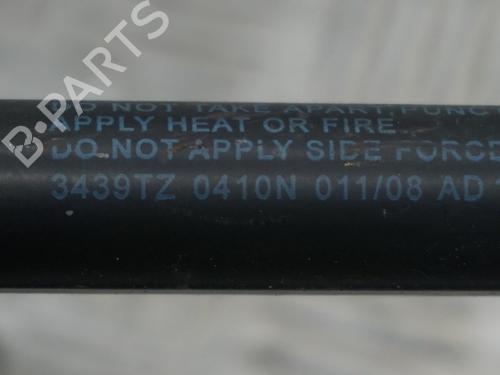 DO NOT TAKE APART/PUNC
APPLY HEAT OR FIRE
DO NOT APPLY SIDE FORCE
3439TZ 0410N 011/08 AD
B-PARTS